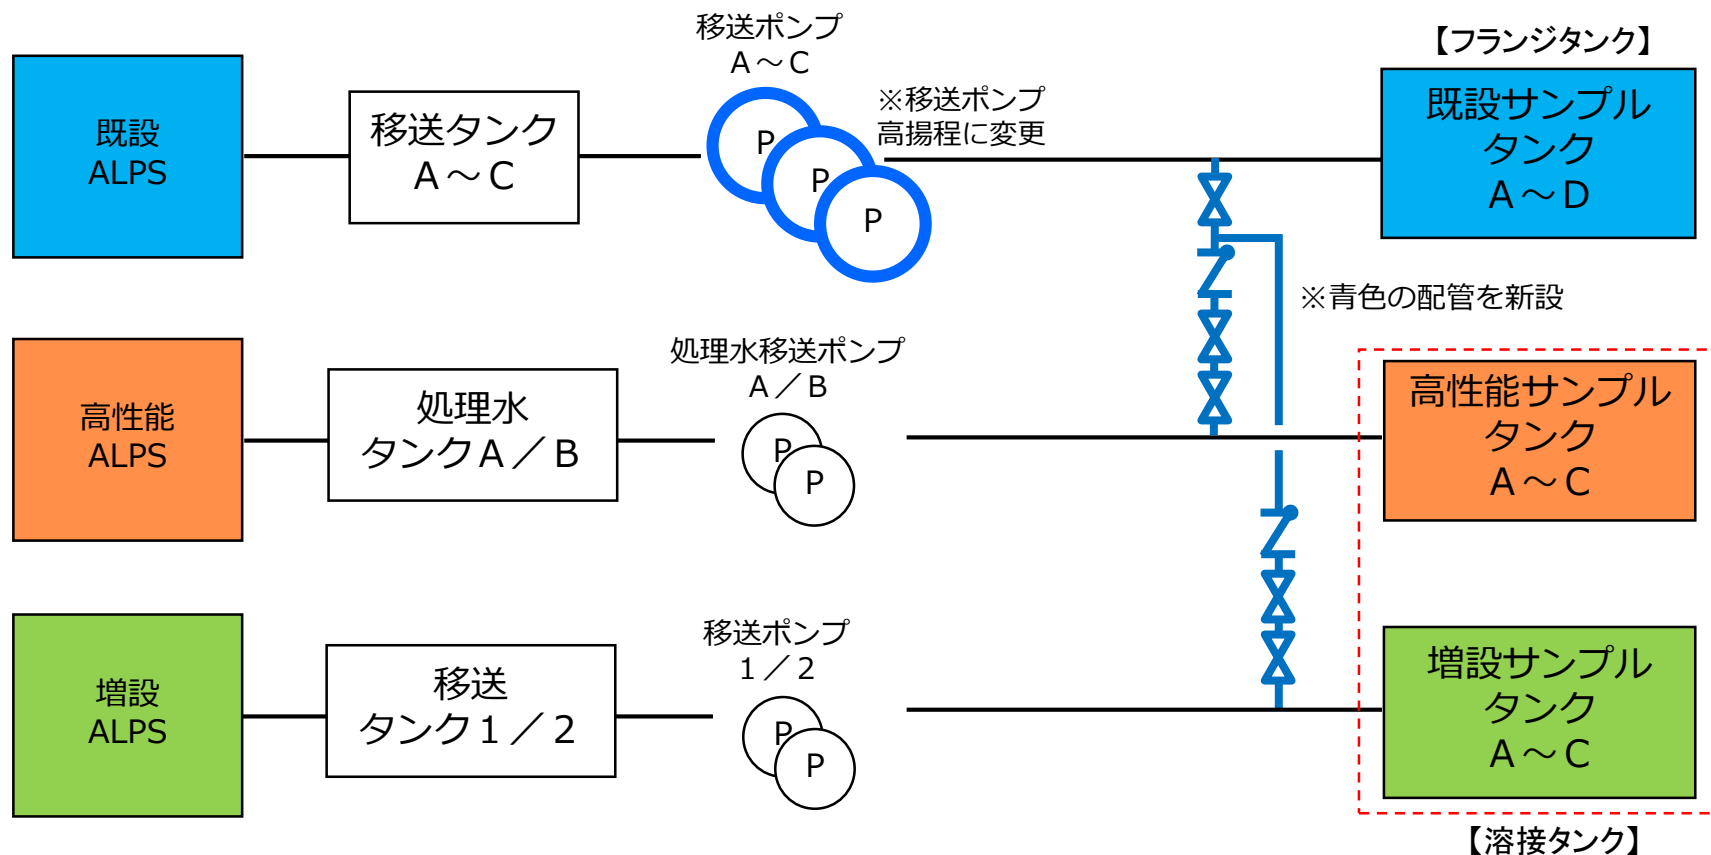 移送ポンプ
A～C
【フランジタンク】
既設
ALPS
移送タンク
A～C
P
P
P
※移送ポンプ
高揚程に変更
既設サンプル
タンク
A～D
※青色の配管を新設
高性能
ALPS
処理水
タンクA／B
処理水移送ポンプ
A／B
P
P
高性能サンプル
タンク
A～C
増設
ALPS
移送
タンク1／2
移送ポンプ
1／2
P
P
増設サンプル
タンク
A～C
【溶接タンク】